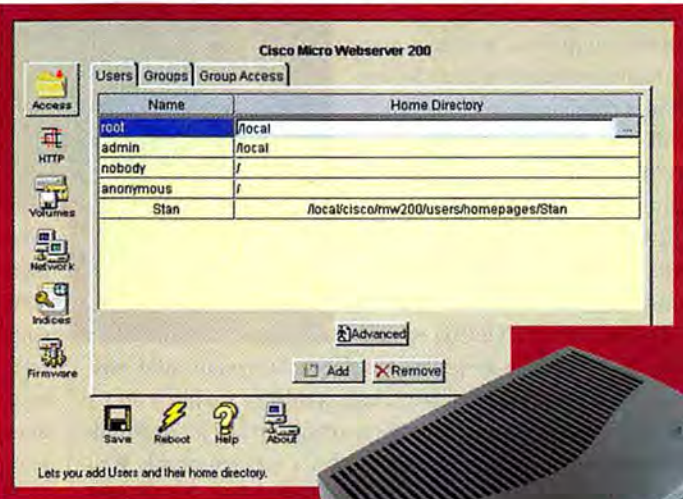 Cisco Micro Webserver 200
Users Groups Group Access
Access
Name Home Directory
root /local ...
admin /local
nobody /
anonymous /
Stan /local/cisco/mw200/users/homepages/Stan
HTTP
Volumes
Network
Indices
Firmware
Advanced
Add Remove
Save Reboot Help About
Lets you add Users and their home directory.